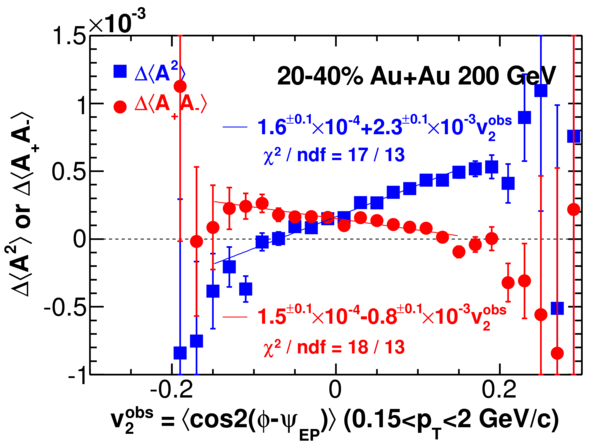 ×10⁻³
1.5
1
0.5
0
-0.5
-1
Δ⟨A²⟩ or Δ⟨A₊A₋⟩
Δ⟨A²⟩
Δ⟨A₊A₋⟩
20-40% Au+Au 200 GeV
1.6^{±0.1}×10⁻⁴+2.3^{±0.1}×10⁻³v₂^{obs}
χ² / ndf = 17 / 13
1.5^{±0.1}×10⁻⁴-0.8^{±0.1}×10⁻³v₂^{obs}
χ² / ndf = 18 / 13
-0.2 0 0.2
v₂^{obs} = ⟨cos2(ϕ-ψ_{EP})⟩ (0.15<p_T<2 GeV/c)